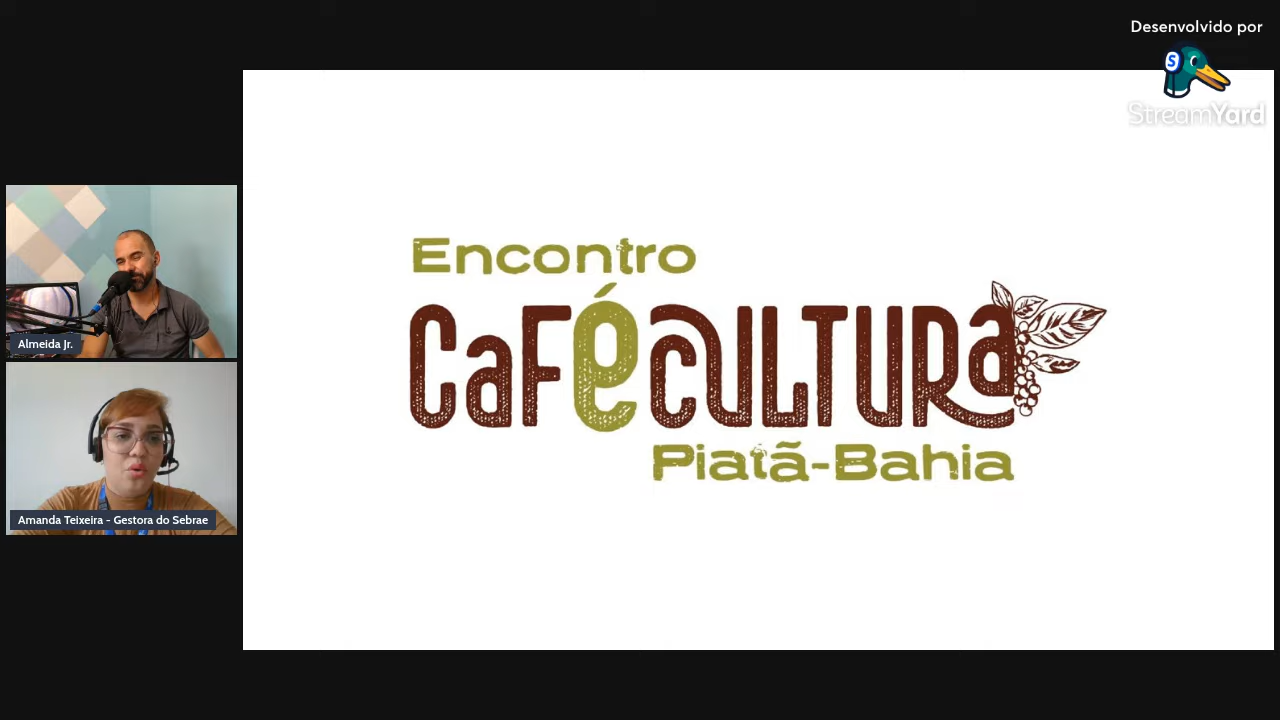 Desenvolvido por
StreamYard
Encontro
CaFéCULTURa
Piatã-Bahia
Almeida Jr.
Amanda Teixeira - Gestora do Sebrae